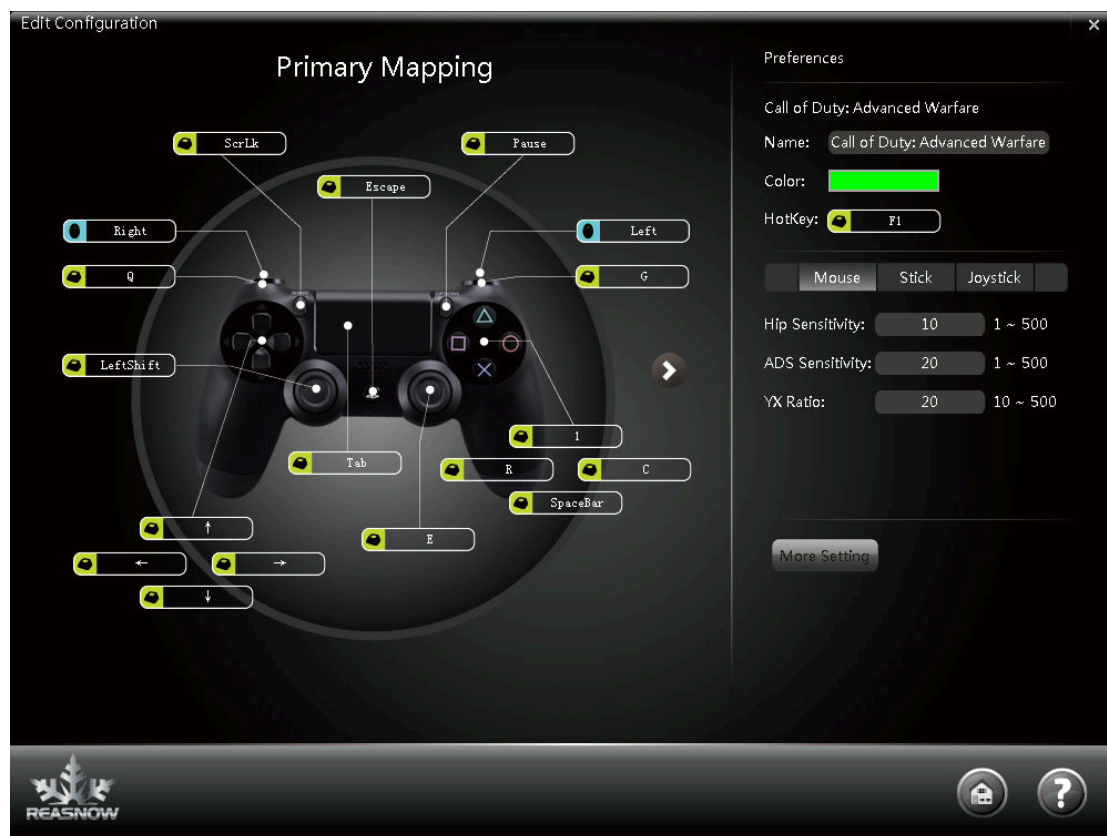 Edit Configuration
Primary Mapping
ScrLk
Pause
Escape
Right
Left
Q
G
LeftShift
1
Tab
R
C
SpaceBar
↑
E
←
→
↓
Preferences
Call of Duty: Advanced Warfare
Name: Call of Duty: Advanced Warfare
Color:
HotKey: F1
Mouse Stick Joystick
Hip Sensitivity: 10 1 ~ 500
ADS Sensitivity: 20 1 ~ 500
YX Ratio: 20 10 ~ 500
More Setting
REASNOW
?